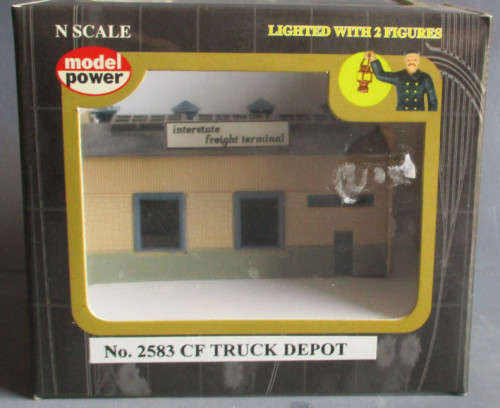 N SCALE
LIGHTED WITH 2 FIGURES
model
power
interstate
freight terminal
No. 2583 CF TRUCK DEPOT